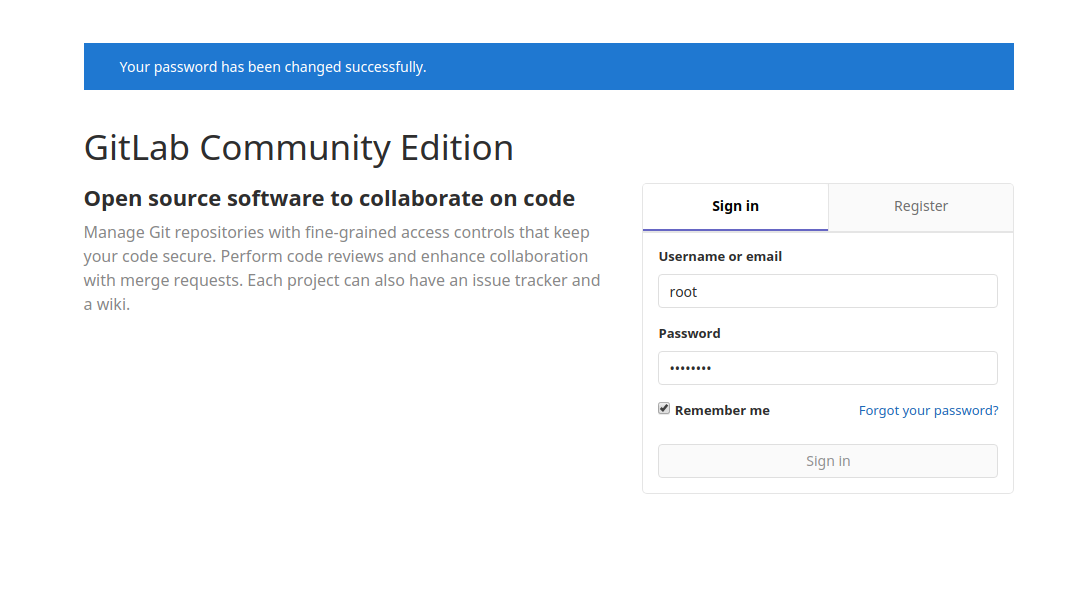 Your password has been changed successfully.
GitLab Community Edition
Open source software to collaborate on code
Manage Git repositories with fine-grained access controls that keep
your code secure. Perform code reviews and enhance collaboration
with merge requests. Each project can also have an issue tracker and
a wiki.
Sign in
Register
Username or email
root
Password
••••••••
Remember me
Forgot your password?
Sign in